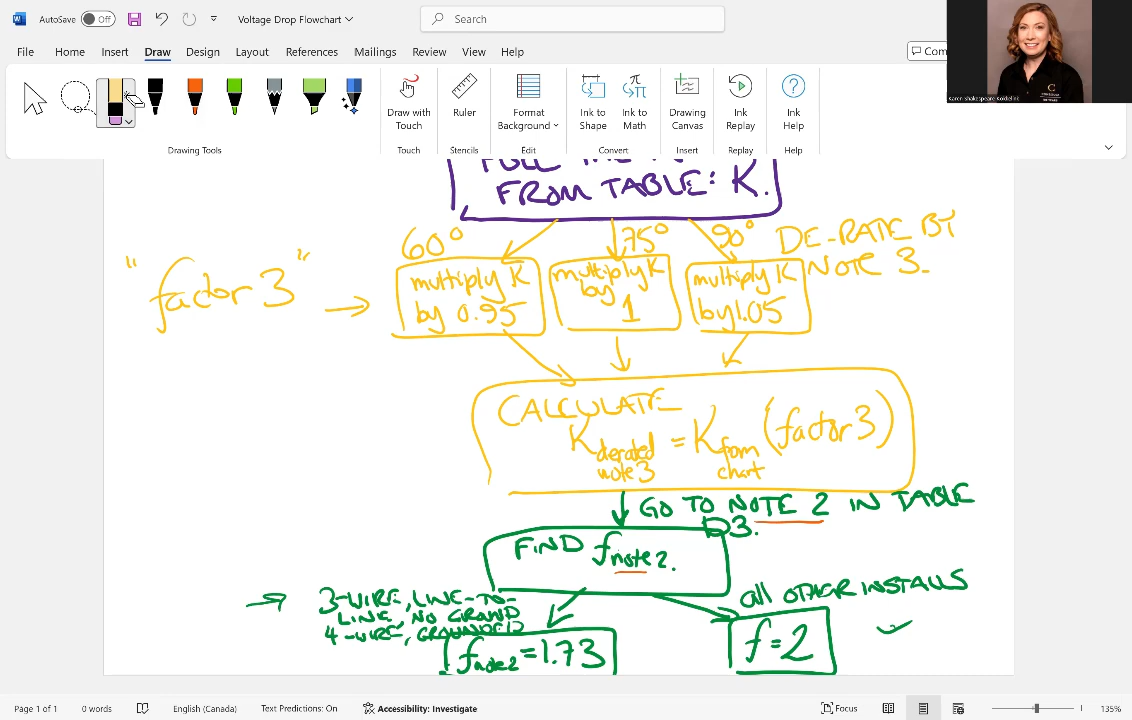 AutoSave Off Voltage Drop Flowchart Search
File Home Insert Draw Design Layout References Mailings Review View Help Com
Draw with Touch Ruler Format Background Ink to Shape Ink to Math Drawing Canvas Ink Replay Ink Help
Drawing Tools Touch Stencils Edit Convert Insert Replay Help
Karen Shakespeare Koldellink
FROM TABLE: K.
60° 75° 90° DE-RATE BY
NOTE 3.
"factor 3" →
multiply K
by 0.95
multiply K
by
1
multiply K
by 1.05
CALCULATE
K derated note 3 = K from chart (factor 3)
GO TO NOTE 2 IN TABLE
D3.
FIND f note 2.
→ 3-WIRE, LINE-TO-
LINE, NO GROUND
4-WIRE, GROUNDED
f note 2 = 1.73
all OTHER INSTALLS
f = 2
Page 1 of 1 0 words English (Canada) Text Predictions: On Accessibility: Investigate Focus 135%